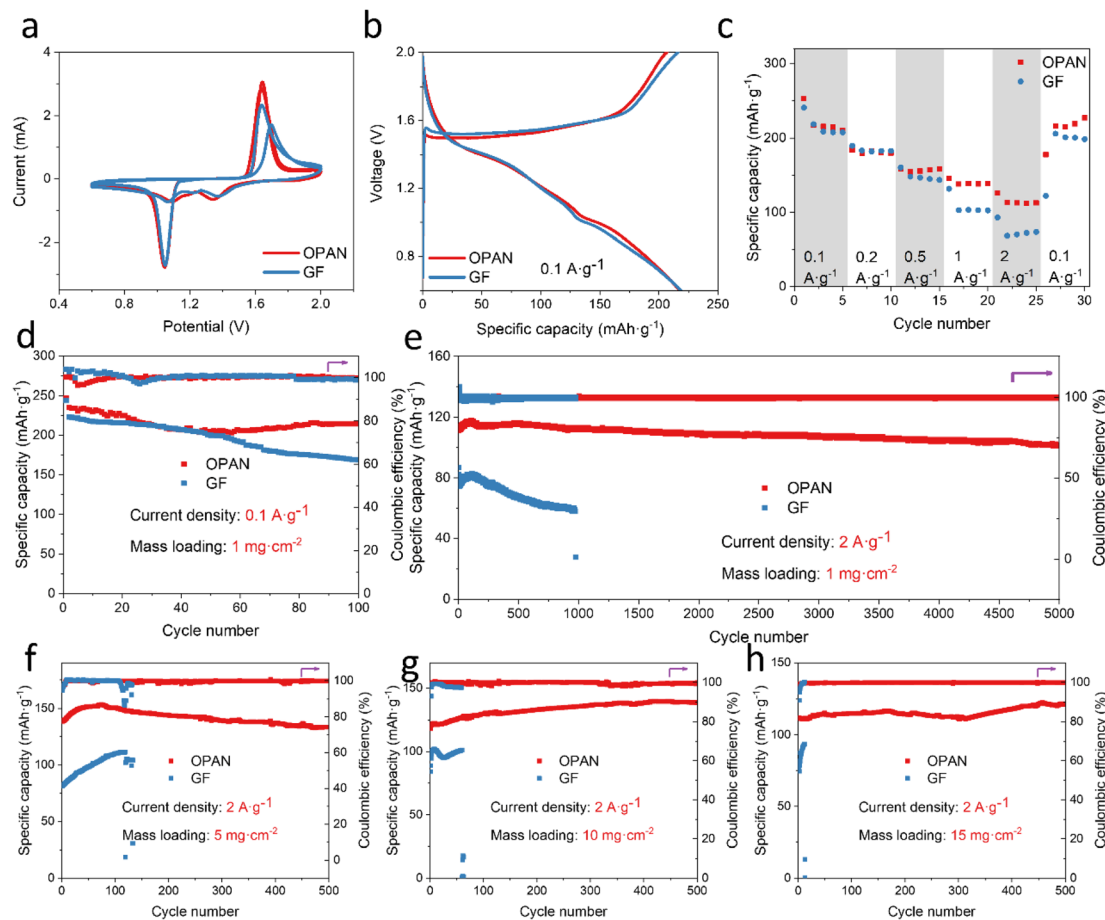 a
b
c
4
2
0
-2
0.4
0.8
1.2
1.6
2.0
Current (mA)
Potential (V)
OPAN
GF
2.0
1.6
1.2
0.8
0
50
100
150
200
250
Voltage (V)
Specific capacity (mAh·g⁻¹)
OPAN
GF
0.1 A·g⁻¹
300
200
100
0
0
5
10
15
20
25
30
Specific capacity (mAh·g⁻¹)
Cycle number
OPAN
GF
0.1 A·g⁻¹
0.2 A·g⁻¹
0.5 A·g⁻¹
1 A·g⁻¹
2 A·g⁻¹
0.1 A·g⁻¹
d
e
300
275
250
225
200
175
150
125
100
75
50
25
0
0
20
40
60
80
100
100
80
60
40
20
0
Specific capacity (mAh·g⁻¹)
Coulombic efficiency (%)
Cycle number
OPAN
GF
Current density: 0.1 A·g⁻¹
Mass loading: 1 mg·cm⁻²
160
120
80
40
0
0
500
1000
1500
2000
2500
3000
3500
4000
4500
5000
100
50
0
Specific capacity (mAh·g⁻¹)
Coulombic efficiency (%)
Cycle number
OPAN
GF
Current density: 2 A·g⁻¹
Mass loading: 1 mg·cm⁻²
f
g
h
175
150
125
100
75
50
25
0
0
100
200
300
400
500
100
80
60
40
20
0
Specific capacity (mAh·g⁻¹)
Coulombic efficiency (%)
Cycle number
OPAN
GF
Current density: 2 A·g⁻¹
Mass loading: 5 mg·cm⁻²
150
100
50
0
0
100
200
300
400
500
100
80
60
40
20
0
Specific capacity (mAh·g⁻¹)
Coulombic efficiency (%)
Cycle number
OPAN
GF
Current density: 2 A·g⁻¹
Mass loading: 10 mg·cm⁻²
135
90
45
0
0
100
200
300
400
500
100
80
60
40
20
0
Specific capacity (mAh·g⁻¹)
Coulombic efficiency (%)
Cycle number
OPAN
GF
Current density: 2 A·g⁻¹
Mass loading: 15 mg·cm⁻²